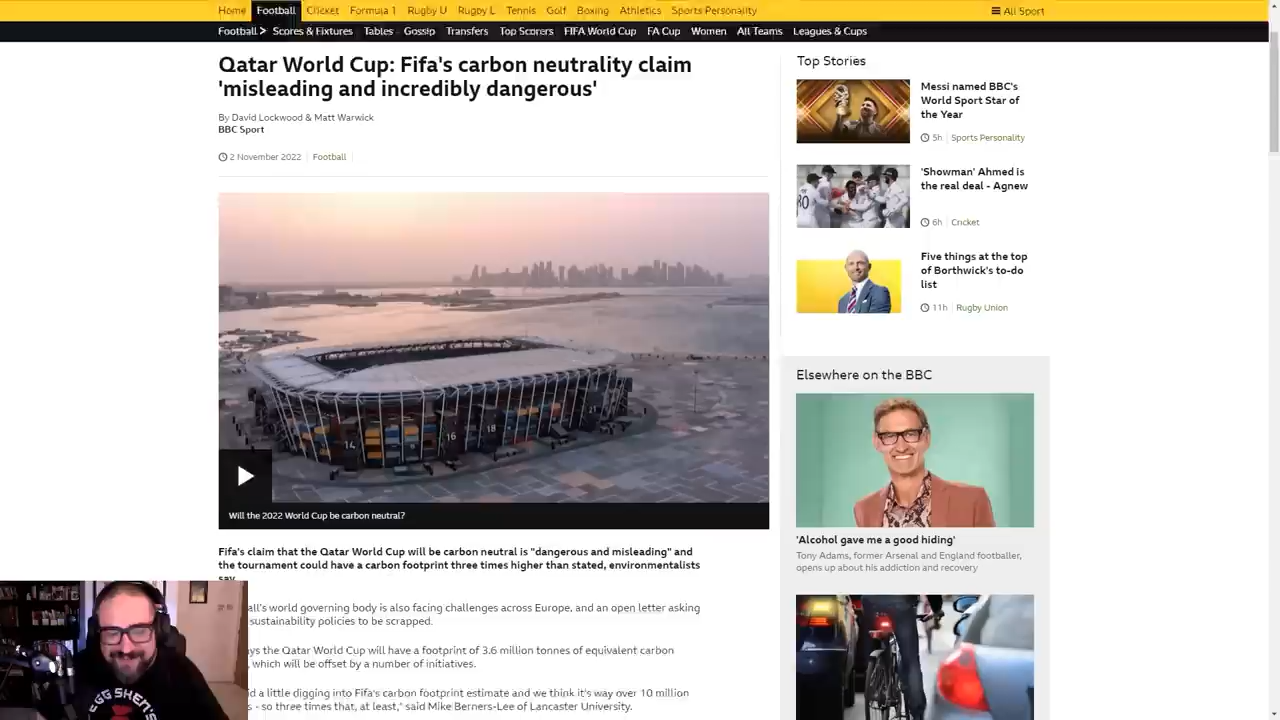 Home Football Cricket Formula 1 Rugby U Rugby L Tennis Golf Boxing Athletics Sports Personality All Sport
Football > Scores & Fixtures Tables Gossip Transfers Top Scorers FIFA World Cup FA Cup Women All Teams Leagues & Cups
Qatar World Cup: Fifa's carbon neutrality claim
'misleading and incredibly dangerous'
By David Lockwood & Matt Warwick
BBC Sport
2 November 2022 Football
14 16 18 21
Will the 2022 World Cup be carbon neutral?
Fifa's claim that the Qatar World Cup will be carbon neutral is "dangerous and misleading" and
the tournament could have a carbon footprint three times higher than stated, environmentalists
say.
all's world governing body is also facing challenges across Europe, and an open letter asking
sustainability policies to be scrapped.
ys the Qatar World Cup will have a footprint of 3.6 million tonnes of equivalent carbon
, which will be offset by a number of initiatives.
d a little digging into Fifa's carbon footprint estimate and we think it's way over 10 million
s - so three times that, at least," said Mike Berners-Lee of Lancaster University.
Top Stories
Messi named BBC's
World Sport Star of
the Year
5h Sports Personality
'Showman' Ahmed is
the real deal - Agnew
6h Cricket
Five things at the top
of Borthwick's to-do
list
11h Rugby Union
Elsewhere on the BBC
'Alcohol gave me a good hiding'
Tony Adams, former Arsenal and England footballer,
opens up about his addiction and recovery